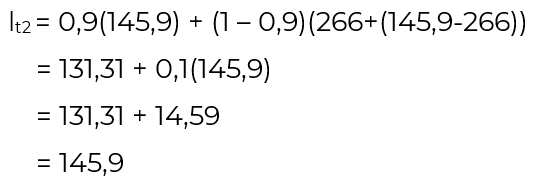 lt2 = 0,9(145,9) + (1 – 0,9)(266+(145,9-266))
= 131,31 + 0,1(145,9)
= 131,31 + 14,59
= 145,9